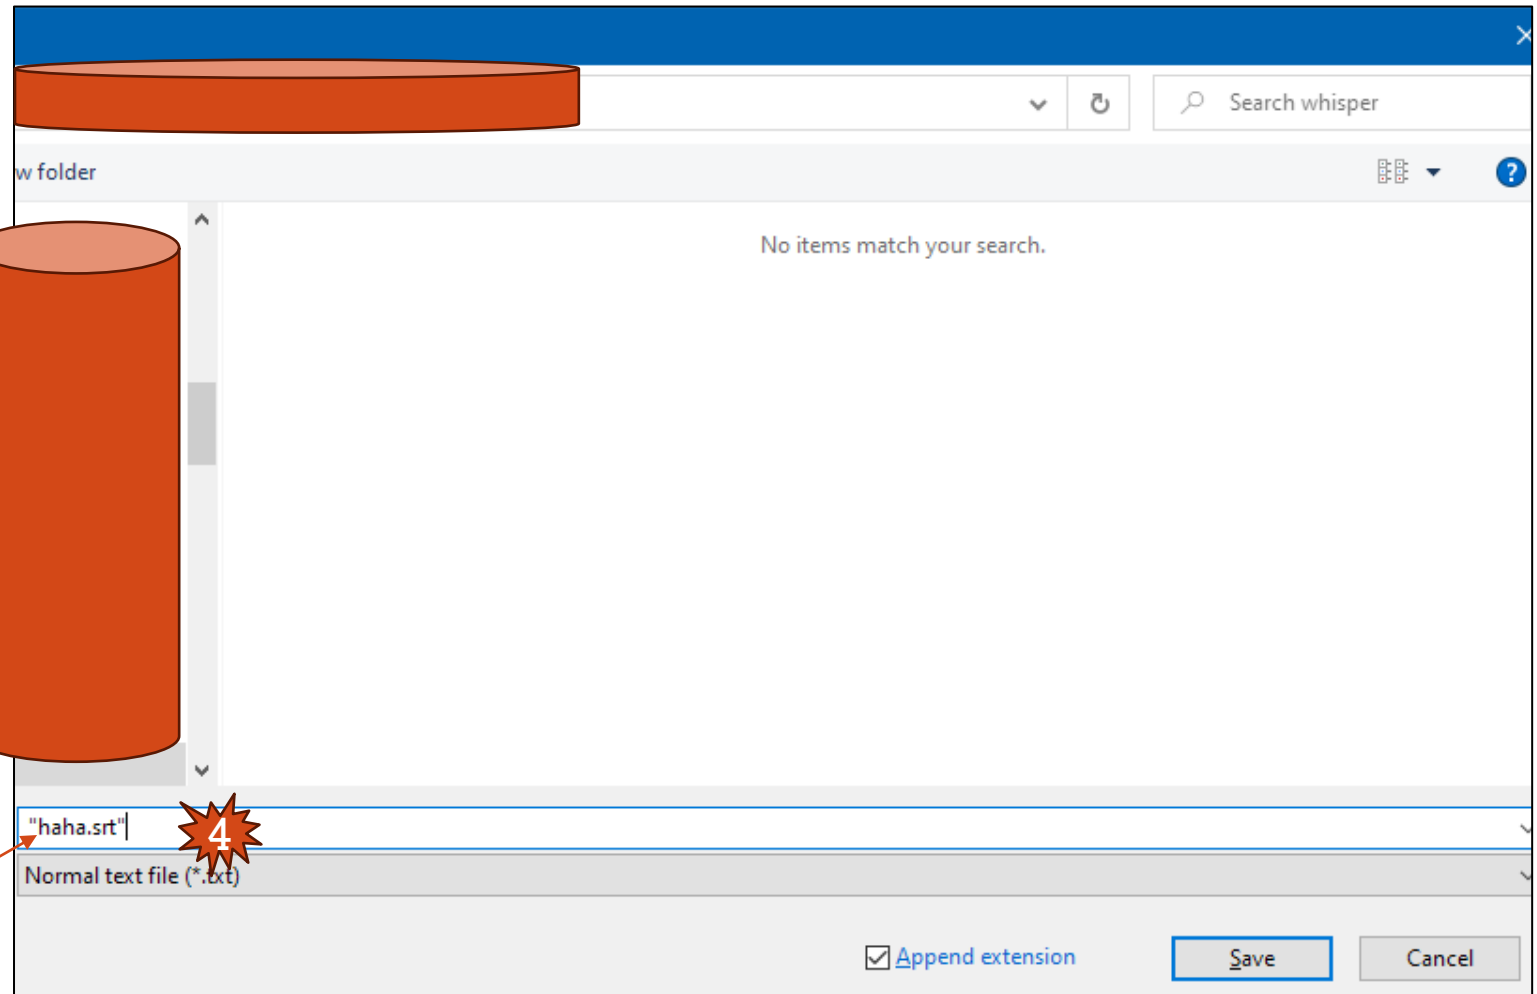 Search whisper
w folder
?
No items match your search.
"haha.srt"
4
Normal text file (*.txt)
Append extension
Save
Cancel